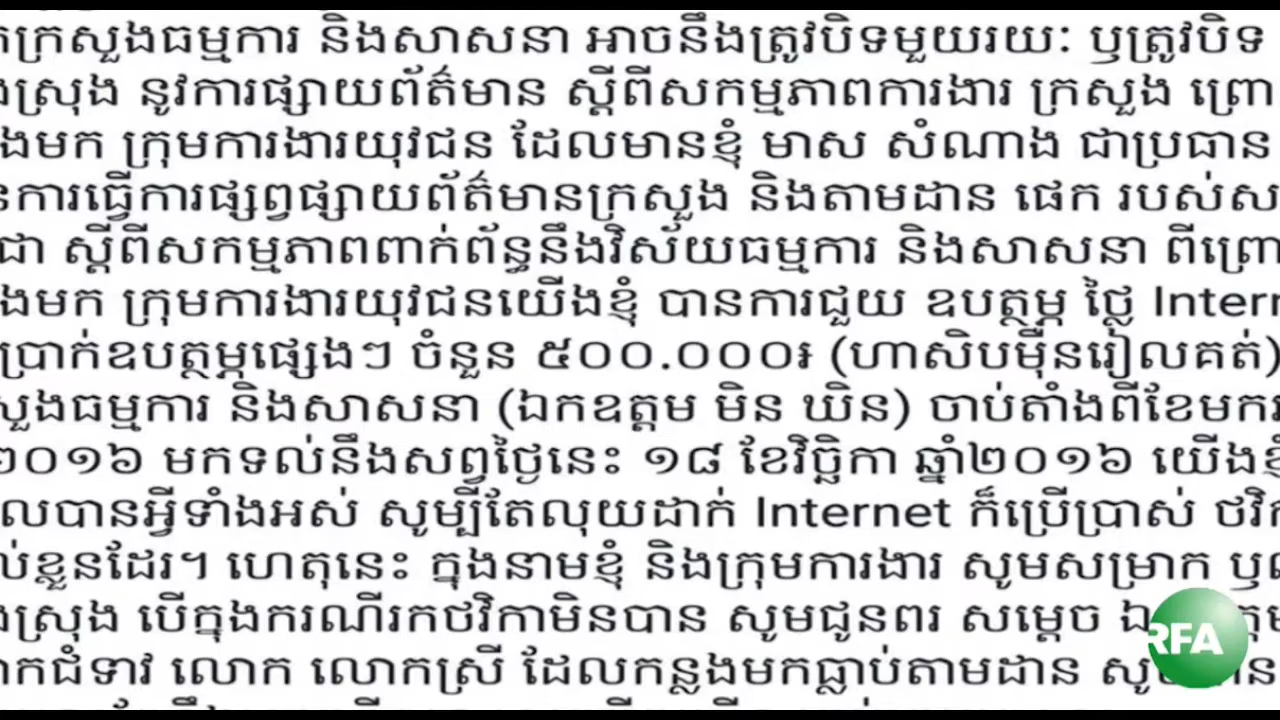 ក្រសួងធម្មការ និងសាសនា អាចនឹងត្រូវបិទមួយរយៈ ឫត្រូវបិទ
ស្រុង នូវការផ្សាយព័ត៌មាន ស្តីពីសកម្មភាពការងារ ក្រសួង ព្រោ
ងមក ក្រុមការងារយុវជន ដែលមានខ្ញុំ មាស សំណាង ជាប្រធាន
ការធ្វើការផ្សព្វផ្សាយព័ត៌មានក្រសួង និងតាមដាន ផេក របស់ស
ជា ស្តីពីសកម្មភាពពាក់ព័ន្ធនឹងវិស័យធម្មការ និងសាសនា ពីព្រោ
ងមក ក្រុមការងារយុវជនយើងខ្ញុំ បានការជួយ ឧបត្ថម្ភ ថ្លៃ Intern
ប្រាក់ឧបត្ថម្ភផ្សេងៗ ចំនួន ៥០០.០០០៛ (ហាសិបម៉ឺនរៀលគត់)
សួងធម្មការ និងសាសនា (ឯកឧត្តម មិន ឃិន) ចាប់តាំងពីខែមករ
២០១៦ មកទល់នឹងសព្វថ្ងៃនេះ ១៨ ខែវិច្ឆិកា ឆ្នាំ២០១៦ យើងខ្ញុំ
លបានអ្វីទាំងអស់ សូម្បីតែលុយដាក់ Internet ក៏ប្រើប្រាស់ ថវិក
ល់ខ្លួនដែរ។ ហេតុនេះ ក្នុងនាមខ្ញុំ និងក្រុមការងារ សូមសម្រាក ឫ
ស្រុង បើក្នុងករណីរកថវិកាមិនបាន សូមជូនពរ សម្តេច ឯ
កជំទាវ លោក លោកស្រី ដែលកន្លងមកធ្លាប់តាមដាន
RFA